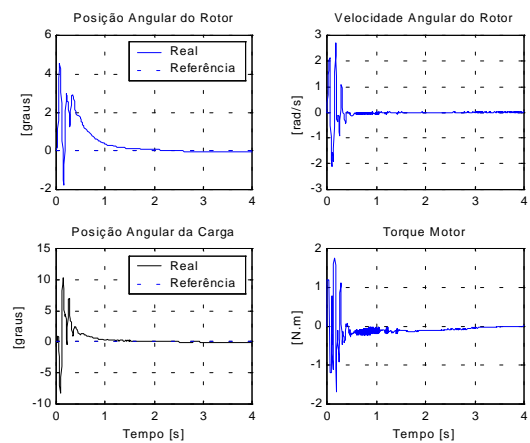 Posição Angular do Rotor
6
4
2
0
-2
[graus]
0 1 2 3 4
Real
Referência
Velocidade Angular do Rotor
3
2
1
0
-1
-2
-3
[rad/s]
0 1 2 3 4
Posição Angular da Carga
15
10
5
0
-5
-10
[graus]
0 1 2 3 4
Tempo [s]
Real
Referência
Torque Motor
2
1
0
-1
-2
[N.m]
0 1 2 3 4
Tempo [s]